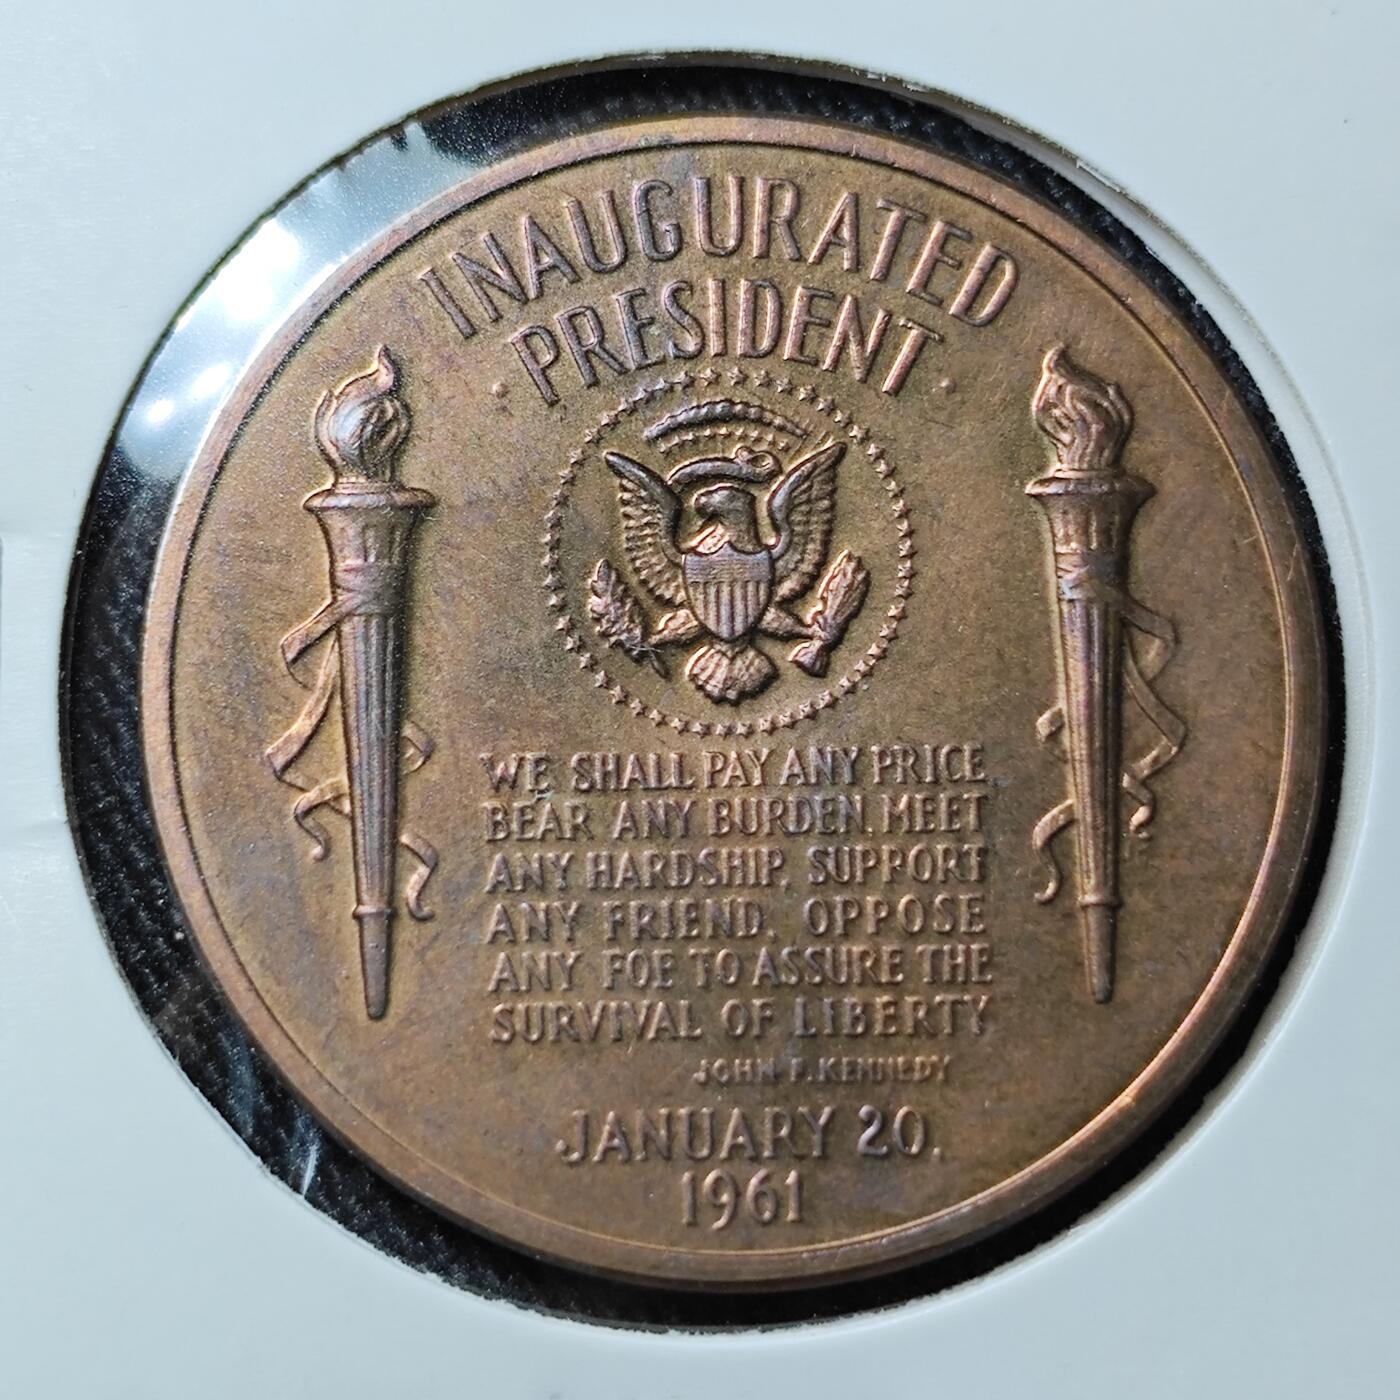 INAUGURATED
· PRESIDENT ·
WE SHALL PAY ANY PRICE,
BEAR ANY BURDEN, MEET
ANY HARDSHIP, SUPPORT
ANY FRIEND, OPPOSE
ANY FOE TO ASSURE THE
SURVIVAL OF LIBERTY
JOHN F. KENNEDY
JANUARY 20,
1961